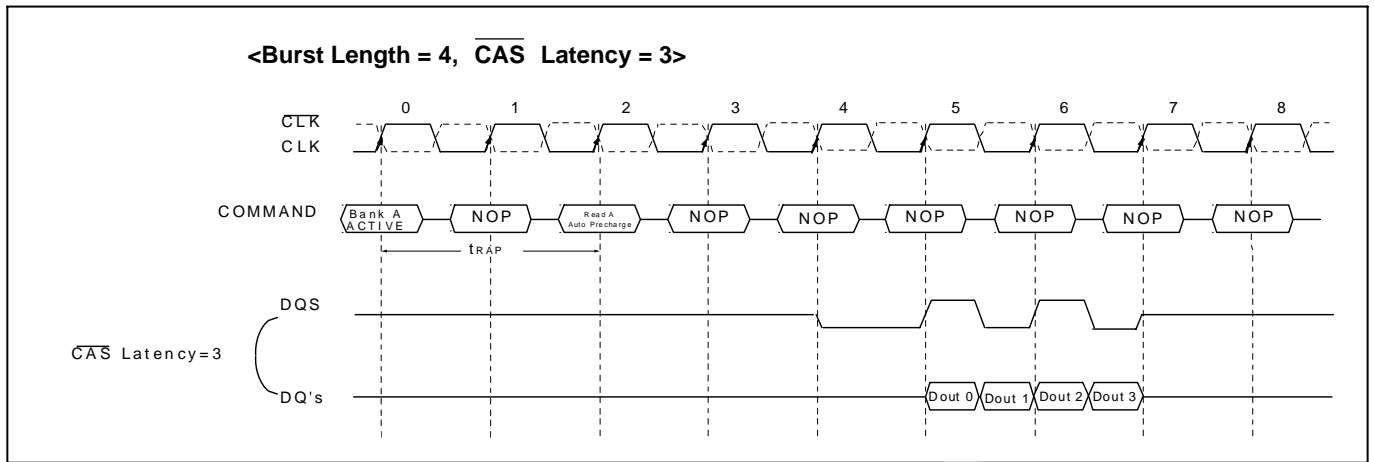 <Burst Length = 4, CAS Latency = 3>
0 1 2 3 4 5 6 7 8
CLK
CLK
COMMAND
Bank A
ACTIVE
NOP
Read A
Auto Precharge
NOP
NOP
NOP
NOP
NOP
NOP
tRAP
DQS
CAS Latency=3
DQ's
Dout 0
Dout 1
Dout 2
Dout 3